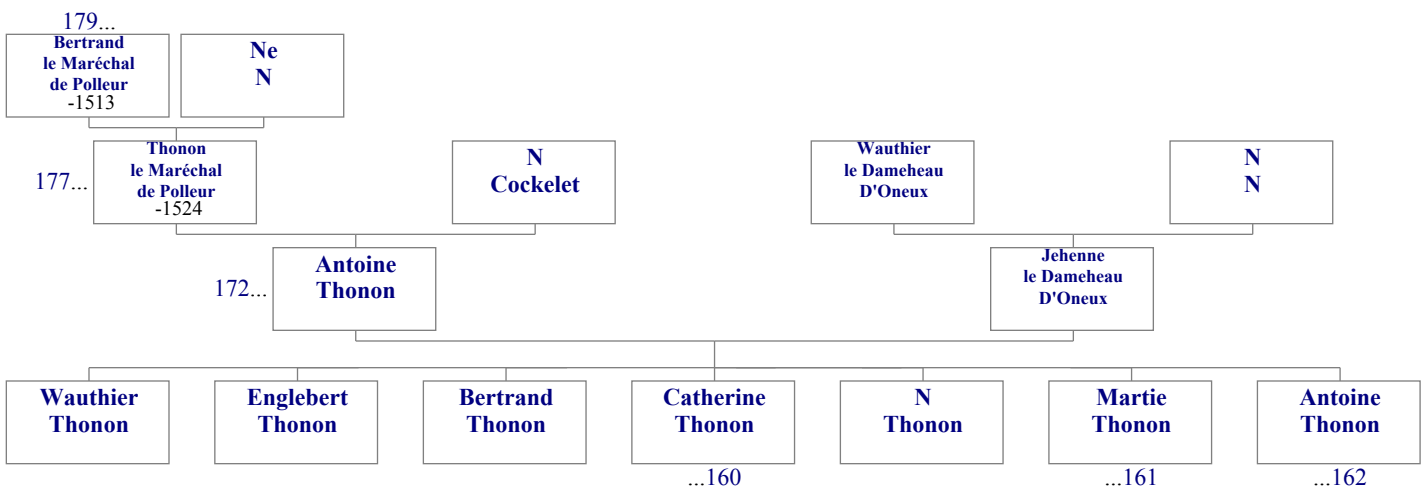 179...
Bertrand
le Maréchal
de Polleur
-1513
Ne
N
177...
Thonon
le Maréchal
de Polleur
-1524
N
Cockelet
Wauthier
le Dameheau
D'Oneux
N
N
172...
Antoine
Thonon
Jehenne
le Dameheau
D'Oneux
Wauthier
Thonon
Englebert
Thonon
Bertrand
Thonon
Catherine
Thonon
N
Thonon
Martie
Thonon
Antoine
Thonon
...160
...161
...162